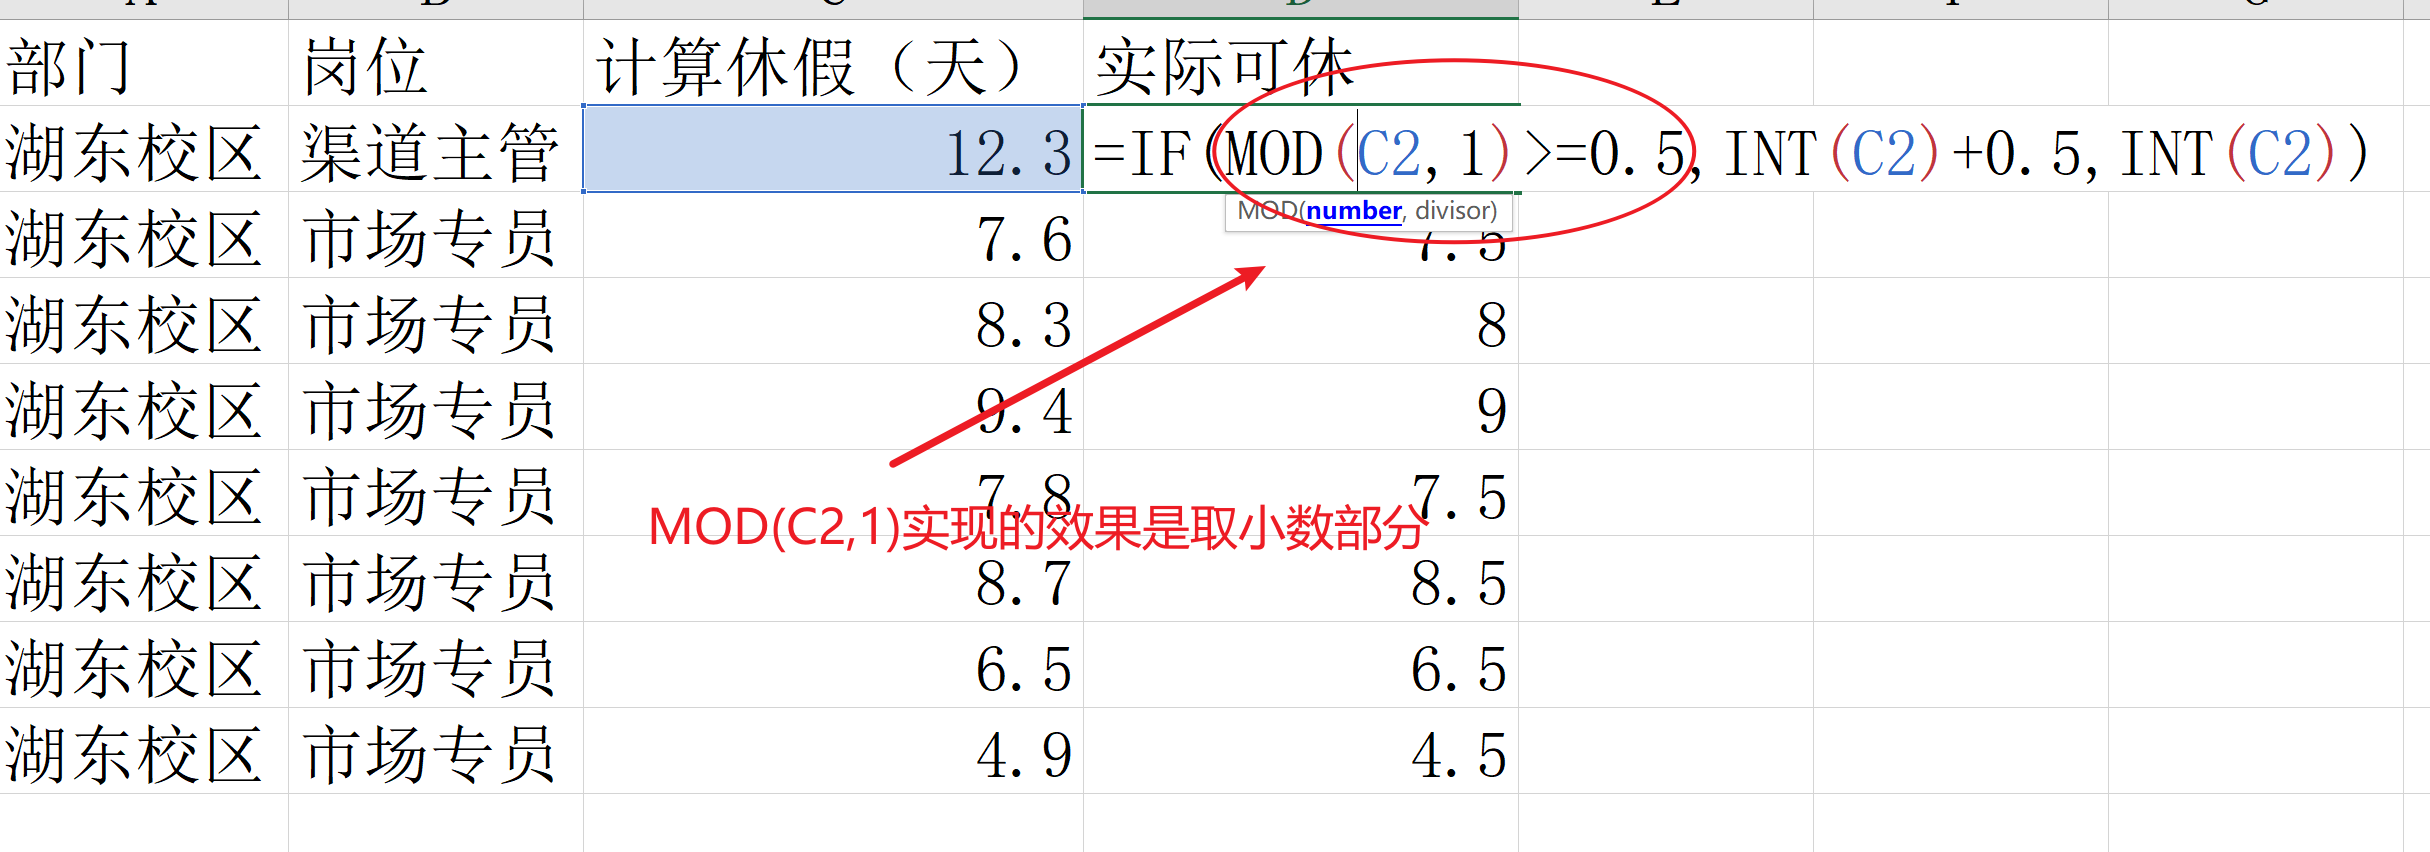 部门 岗位 计算休假（天） 实际可休
湖东校区 渠道主管 12.3 =IF(MOD(C2,1)>=0.5,INT(C2)+0.5,INT(C2))
MOD(number, divisor)
湖东校区 市场专员 7.6 7.5
湖东校区 市场专员 8.3 8
湖东校区 市场专员 9.4 9
湖东校区 市场专员 7.8 7.5
MOD(C2,1)实现的效果是取小数部分
湖东校区 市场专员 8.7 8.5
湖东校区 市场专员 6.5 6.5
湖东校区 市场专员 4.9 4.5